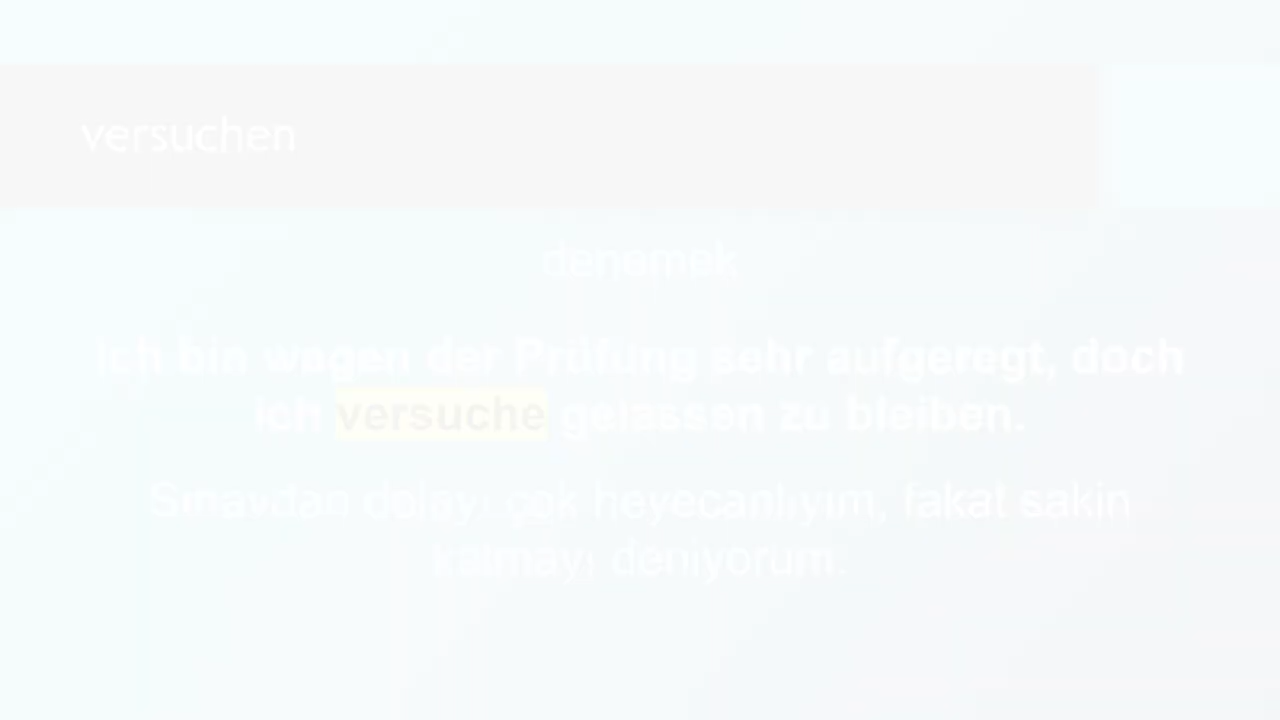 versuchen
denemek
Ich bin wegen der Prüfung sehr aufgeregt, doch
ich versuche gelassen zu bleiben.
Sınavdan dolayı çok heyecanlıyım, fakat sakin
kalmayı deniyorum.